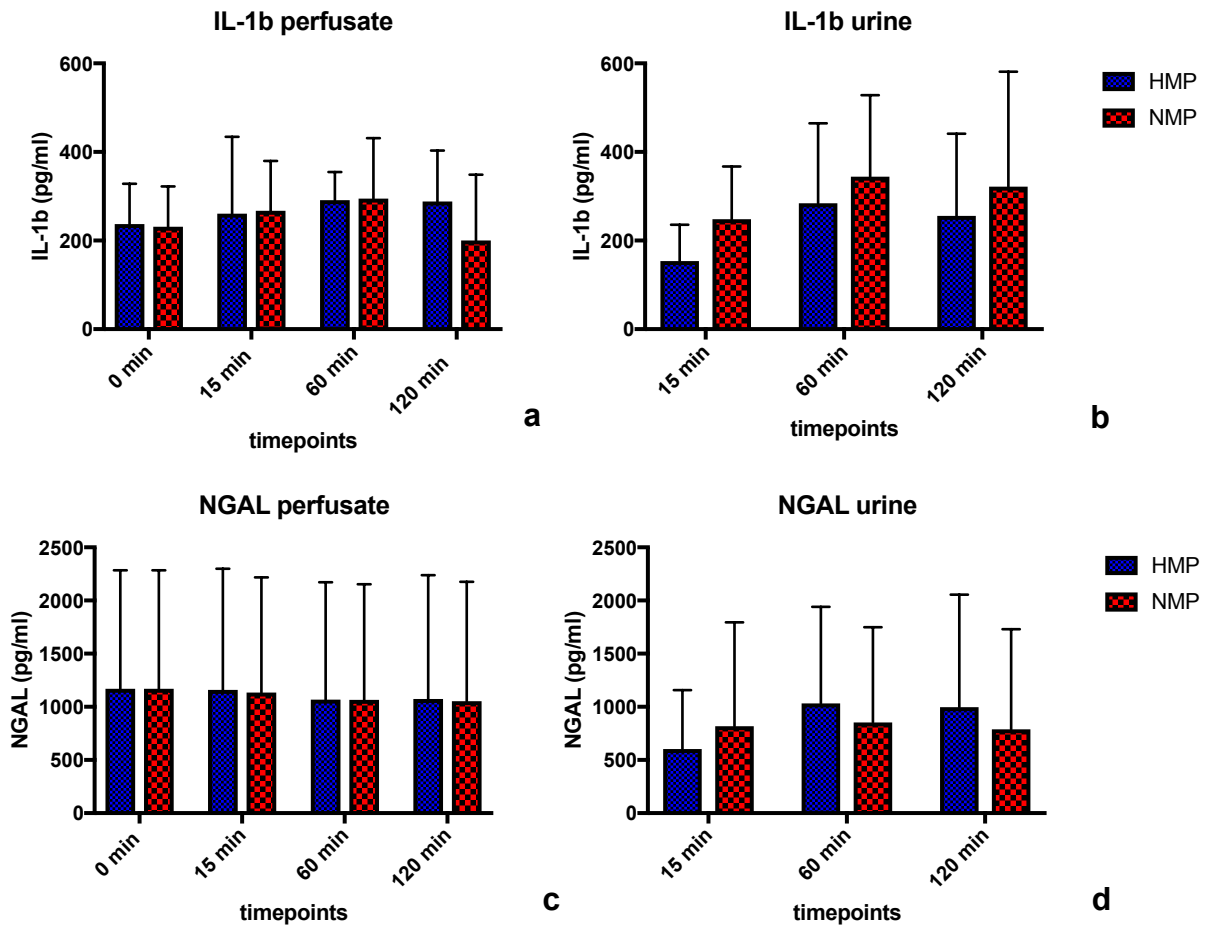 IL-1b perfusate
IL-1b (pg/ml)
600
400
200
0
0 min
15 min
60 min
120 min
timepoints
a
IL-1b urine
IL-1b (pg/ml)
600
400
200
0
15 min
60 min
120 min
timepoints
b
HMP
NMP
NGAL perfusate
NGAL (pg/ml)
2500
2000
1500
1000
500
0
0 min
15 min
60 min
120 min
timepoints
c
NGAL urine
NGAL (pg/ml)
2500
2000
1500
1000
500
0
15 min
60 min
120 min
timepoints
d
HMP
NMP